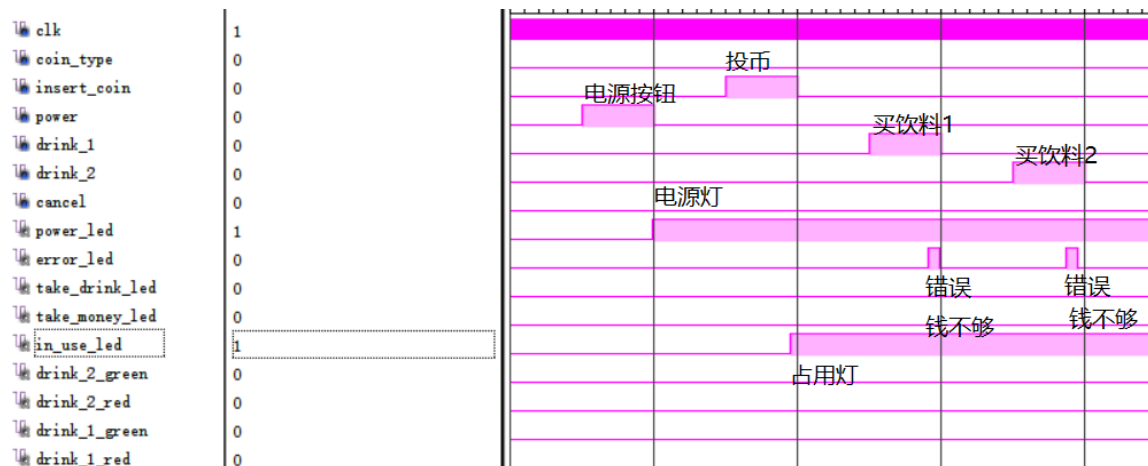 clk 1
coin_type 0
投币
insert_coin 0
电源按钮
power 0
买饮料1
drink_1 0
买饮料2
drink_2 0
电源灯
cancel 0
power_led 1
error_led 0
错误 错误
take_drink_led 0
钱不够 钱不够
take_money_led 0
in_use_led 1
占用灯
drink_2_green 0
drink_2_red 0
drink_1_green 0
drink_1_red 0